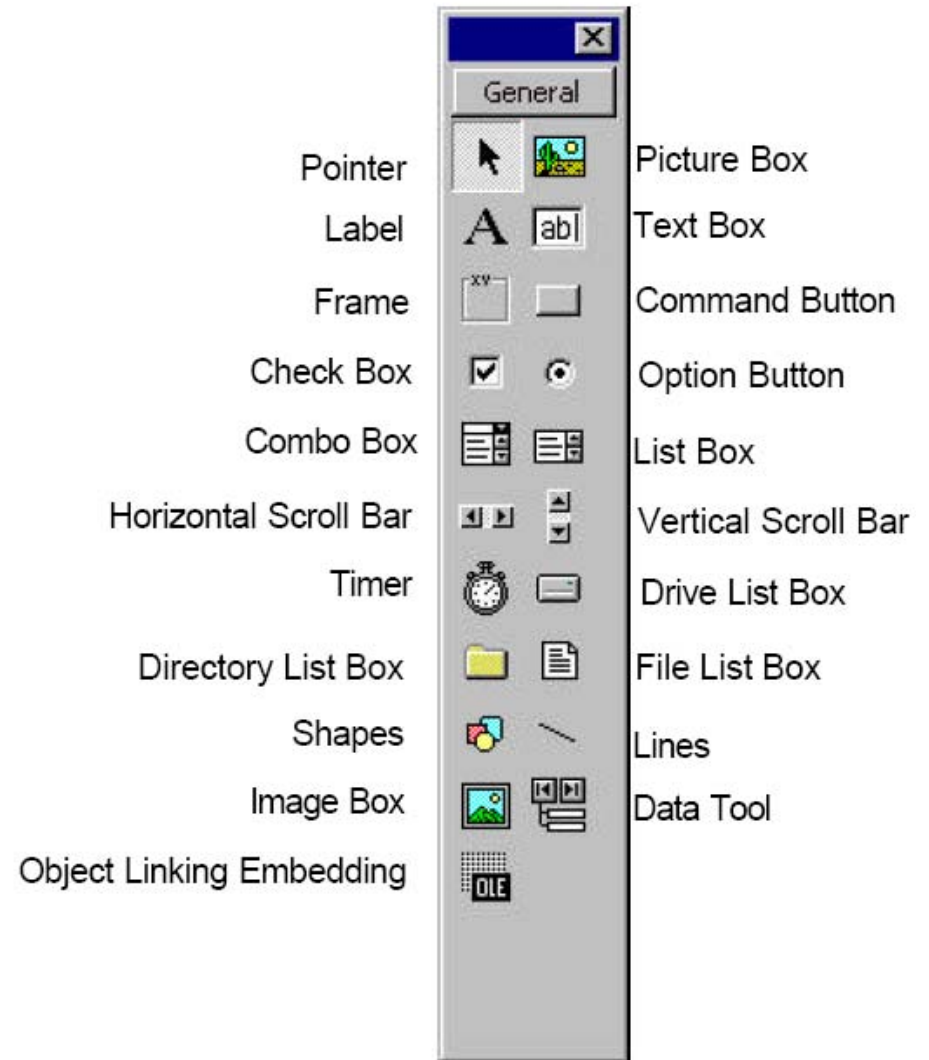 General
Pointer
Picture Box
A
abl
Label
Text Box
XY
Frame
Command Button
Check Box
Option Button
Combo Box
List Box
Horizontal Scroll Bar
Vertical Scroll Bar
Timer
Drive List Box
Directory List Box
File List Box
Shapes
Lines
Image Box
Data Tool
Object Linking Embedding
OLE